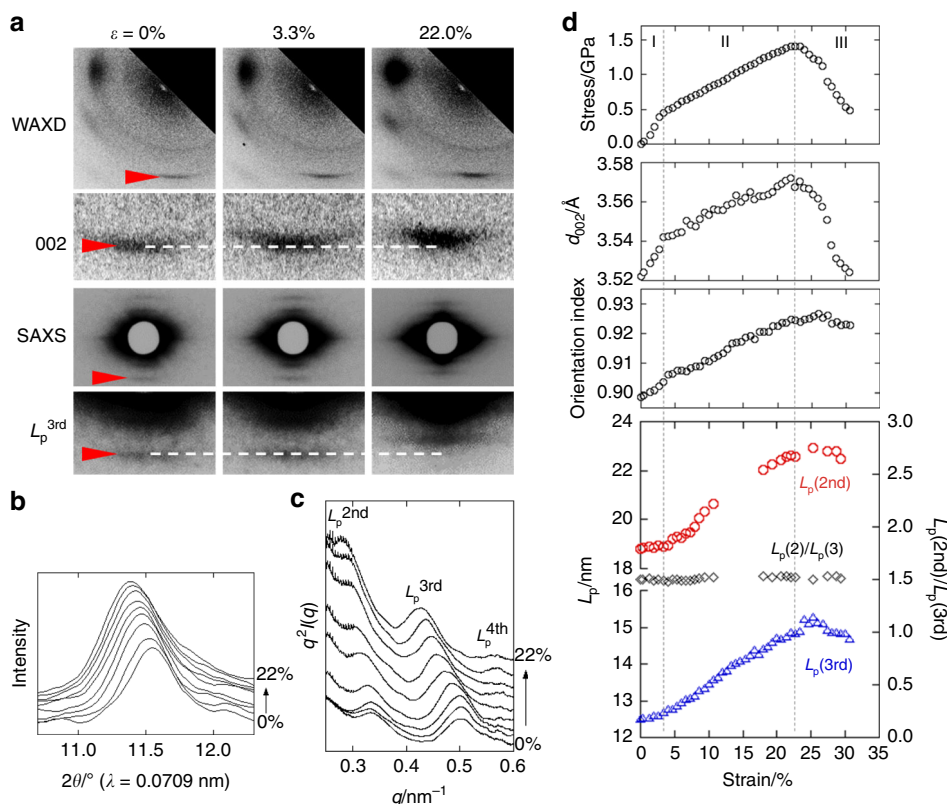 a
ε = 0%
3.3%
22.0%
WAXD
002
SAXS
Lp3rd
b
Intensity
22%
0%
11.0
11.5
12.0
2θ/° (λ = 0.0709 nm)
c
q2I(q)
Lp2nd
Lp3rd
Lp4th
22%
0%
0.3
0.4
0.5
0.6
q/nm−1
d
I
II
III
Stress/GPa
1.5
1.0
0.5
0.0
d002/Å
3.56
3.54
3.52
Orientation index
0.93
0.92
0.91
0.90
Lp/nm
24
22
20
18
16
15
14
13
12
Lp(2nd)
Lp(2)/Lp(3)
Lp(3rd)
3.0
2.5
2.0
1.5
1.0
0.5
0.0
Lp(2nd)/Lp(3rd)
0
5
10
15
20
25
30
35
Strain/%